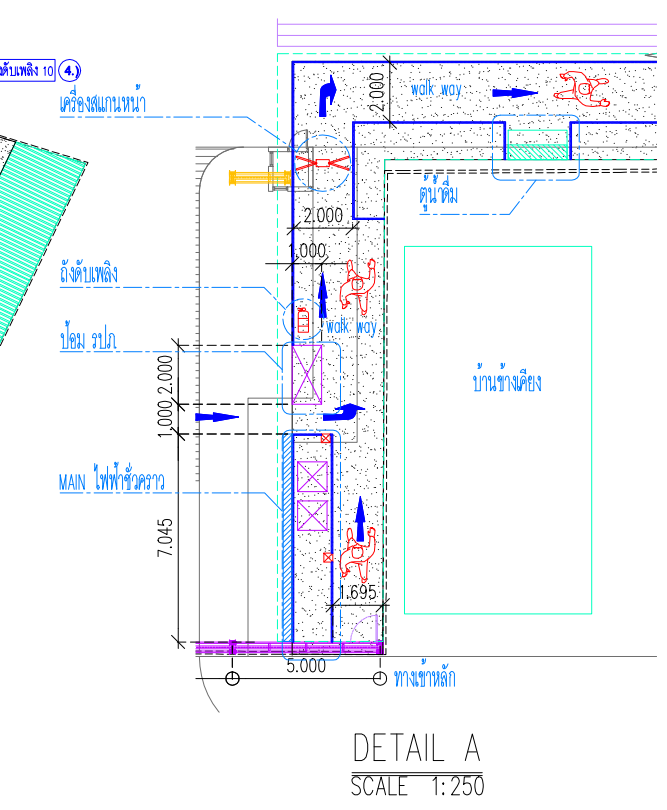 ดับเพลิง 10 4.)
เครื่องสแกนหน้า
2.000
walk way
ตู้น้ำดื่ม
2.000
1.000
ถังดับเพลิง
walk way
ป้อม รปภ
2.000
1.000
บ้านข้างเคียง
MAIN ไฟฟ้าชั่วคราว
7.045
1.695
5.000
ทางเข้าหลัก
DETAIL A
SCALE 1:250